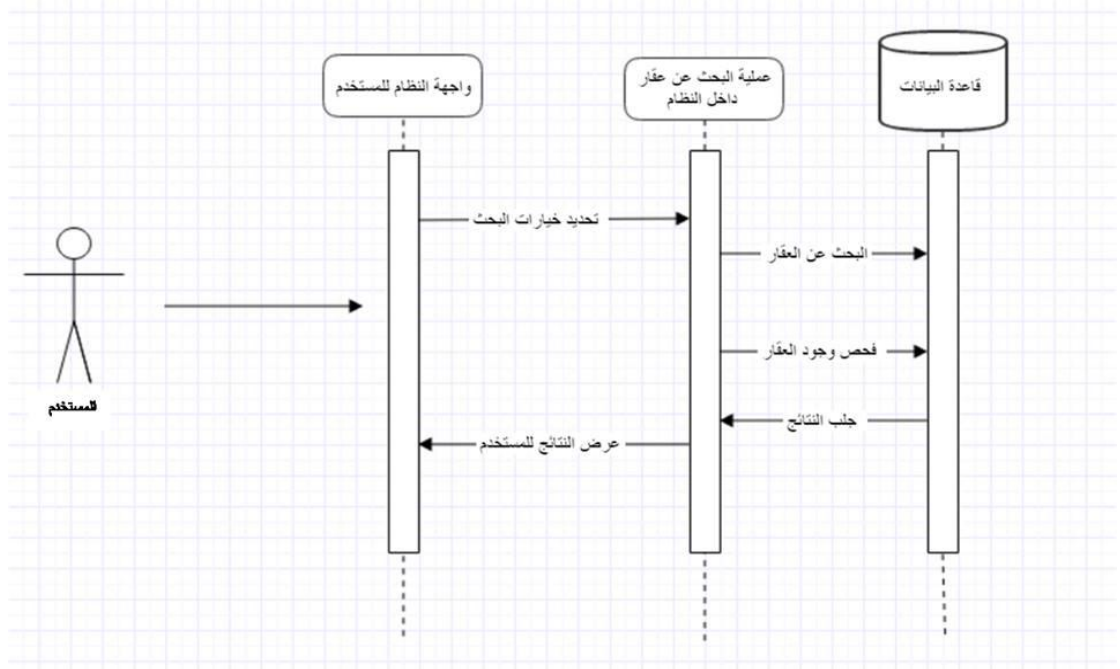 واجهة النظام للمستخدم
عملية البحث عن عقار
داخل النظام
قاعدة البيانات
تحديد خيارات البحث
البحث عن العقار
فحص وجود العقار
جلب النتائج
عرض النتائج للمستخدم
المستخدم